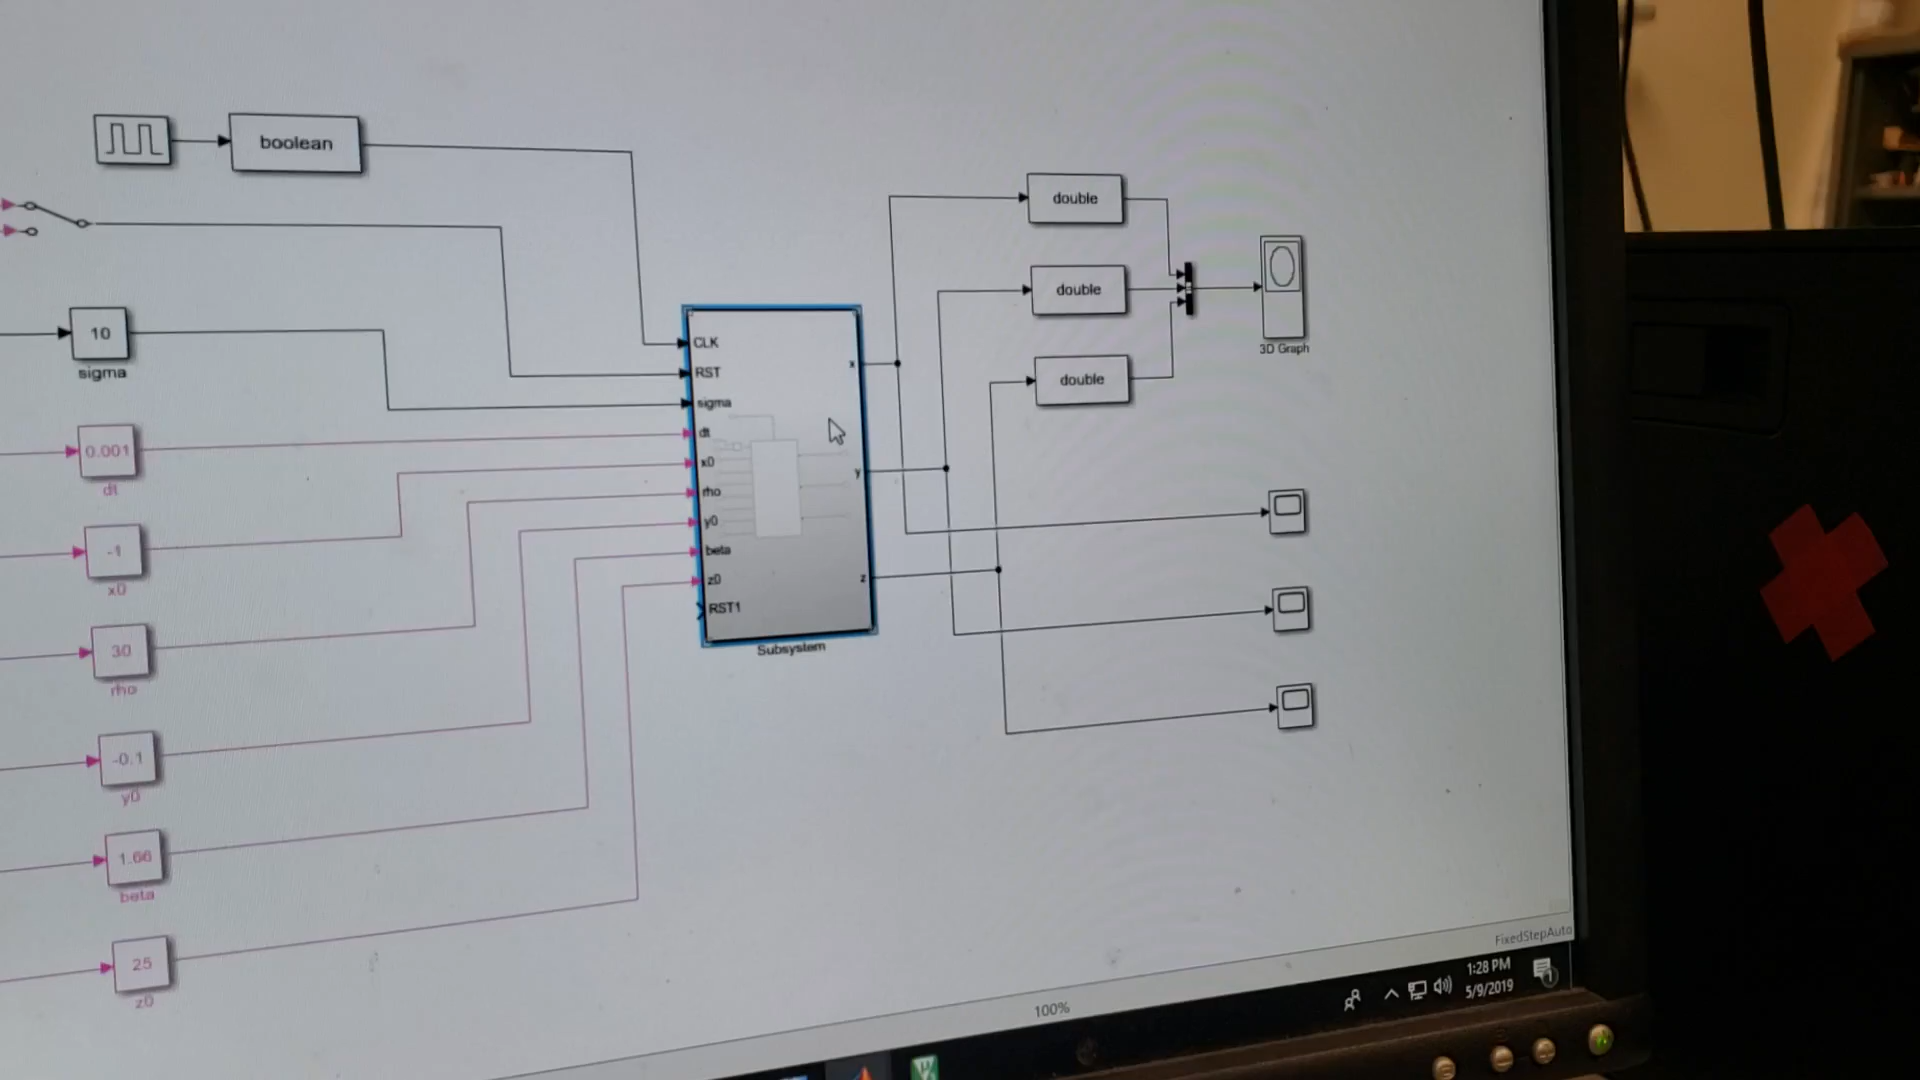 boolean
10
sigma
0.001
dt
-1
x0
30
rho
-0.1
y0
1.66
beta
25
z0
CLK
RST
sigma
dt
x0
rho
y0
beta
z0
RST1
x
y
z
Subsystem
double
double
double
3D Graph
FixedStepAuto
100%
1:28 PM
5/9/2019
1